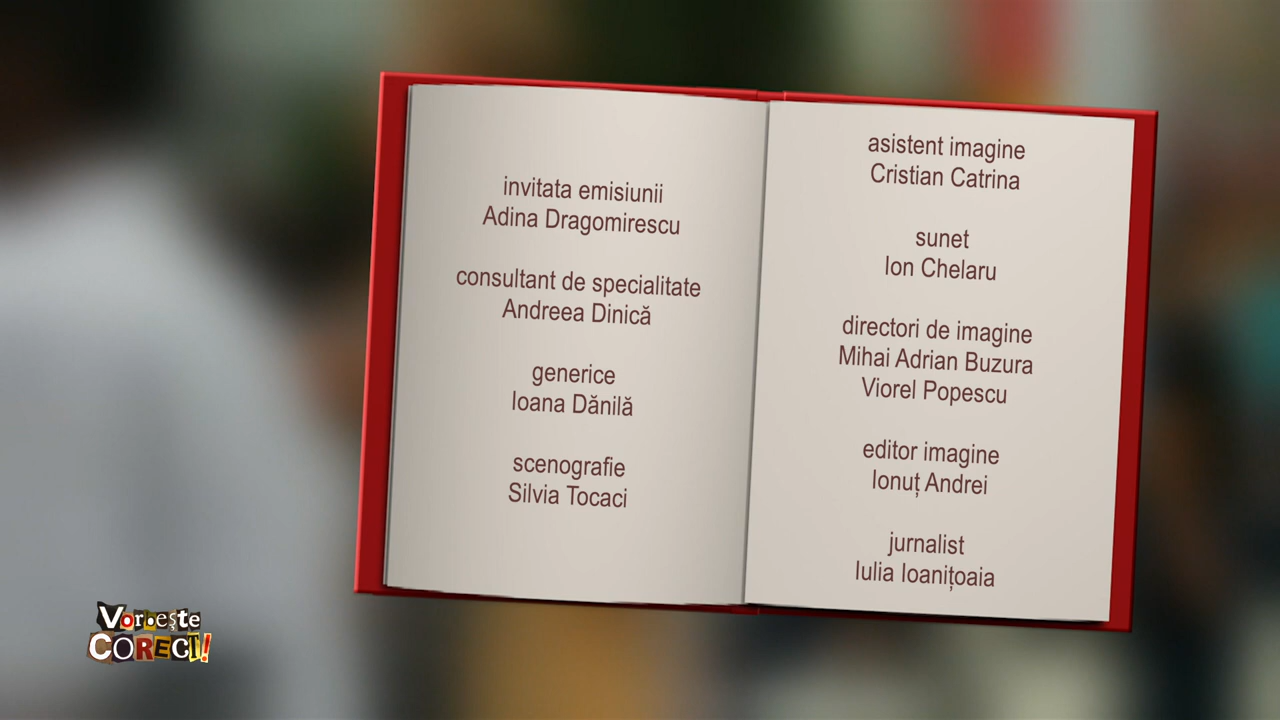 invitata emisiunii
Adina Dragomirescu
consultant de specialitate
Andreea Dinică
generice
Ioana Dănilă
scenografie
Silvia Tocaci
asistent imagine
Cristian Catrina
sunet
Ion Chelaru
directori de imagine
Mihai Adrian Buzura
Viorel Popescu
editor imagine
Ionuț Andrei
jurnalist
Iulia Ioanițoaia
Vorbește
CORECT!